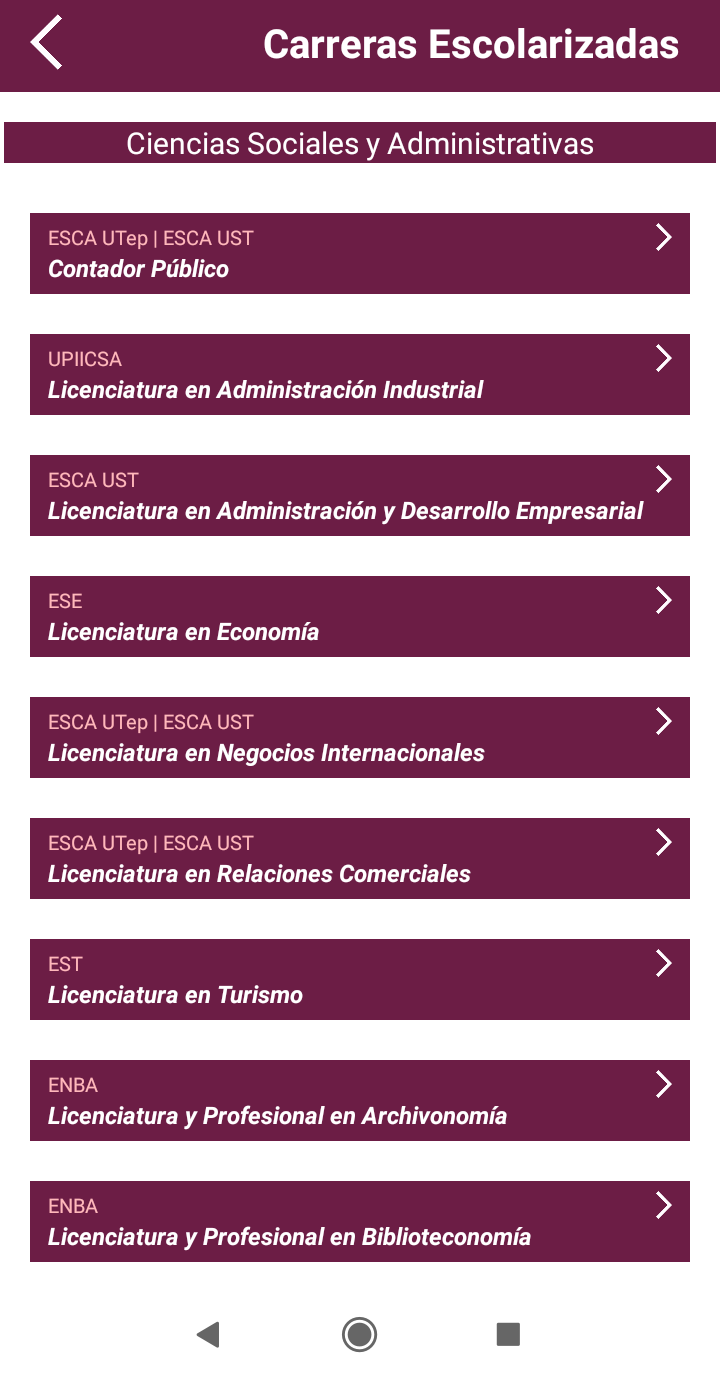 Carreras Escolarizadas
Ciencias Sociales y Administrativas
ESCA UTep | ESCA UST
Contador Público
UPIICSA
Licenciatura en Administración Industrial
ESCA UST
Licenciatura en Administración y Desarrollo Empresarial
ESE
Licenciatura en Economía
ESCA UTep | ESCA UST
Licenciatura en Negocios Internacionales
ESCA UTep | ESCA UST
Licenciatura en Relaciones Comerciales
EST
Licenciatura en Turismo
ENBA
Licenciatura y Profesional en Archivonomía
ENBA
Licenciatura y Profesional en Biblioteconomía